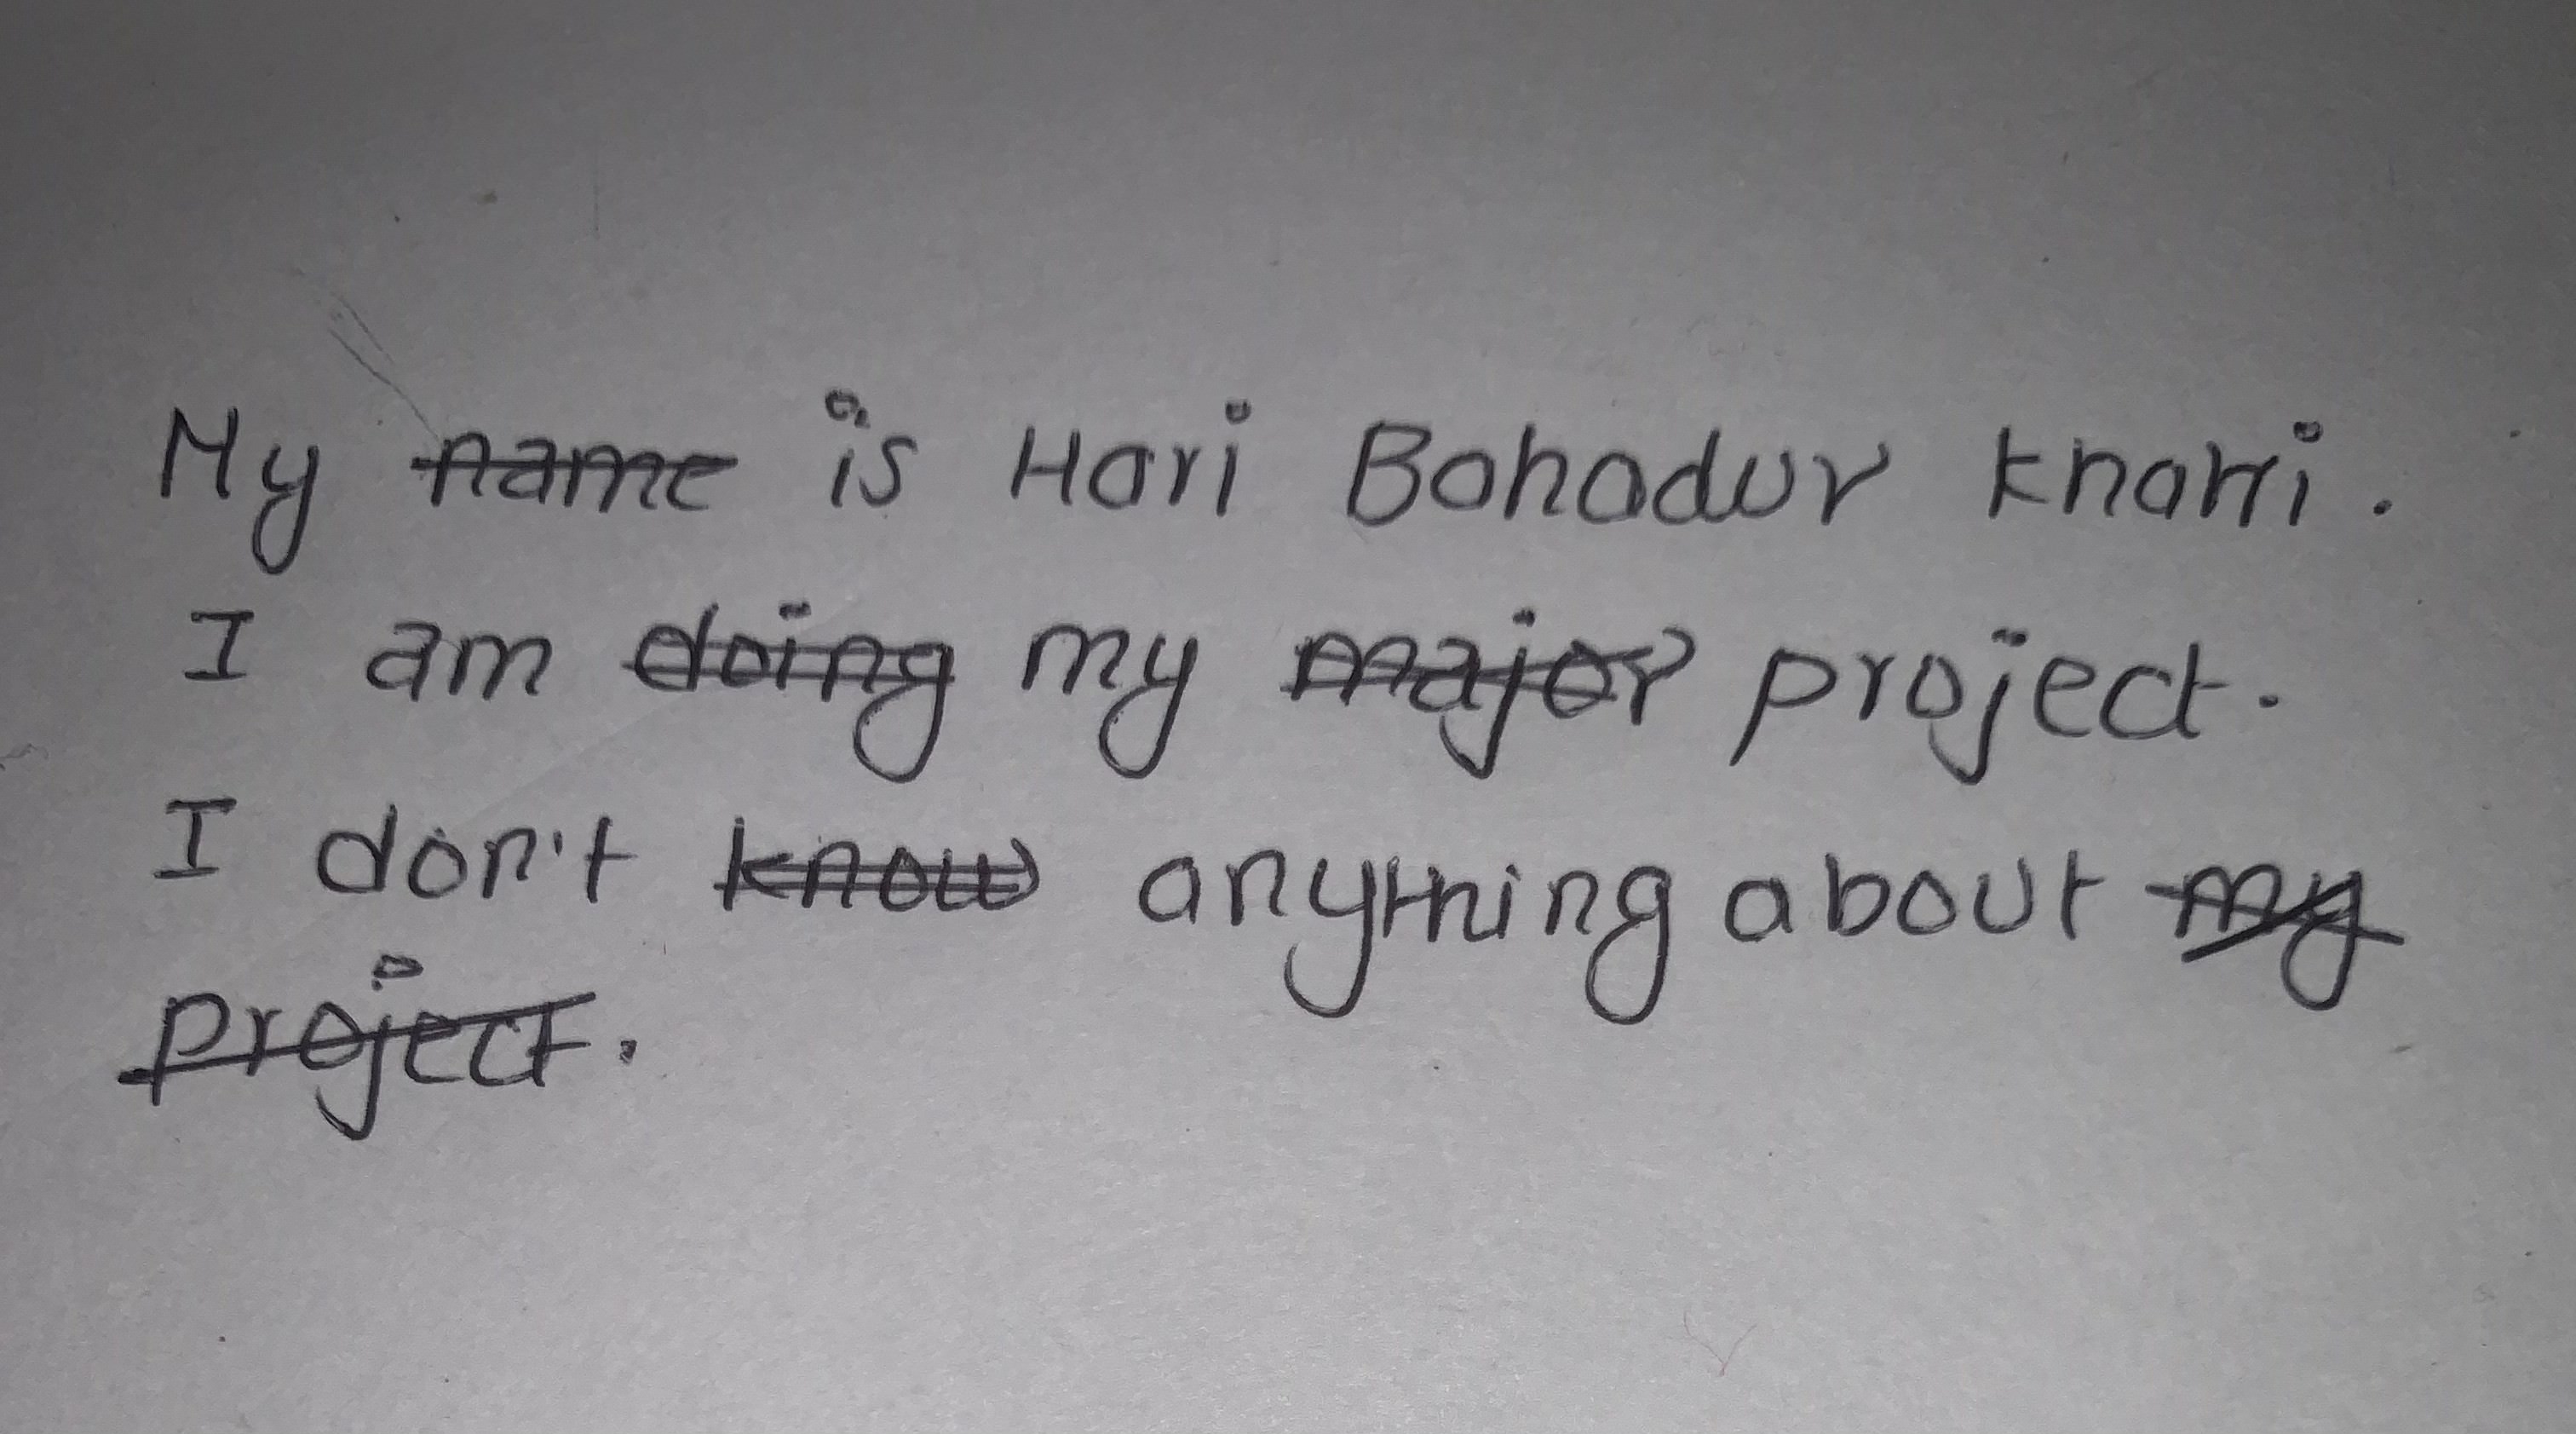 My name is Hari Bahadur Khatri.
I am doing my major project.
I don't know anything about my
project.